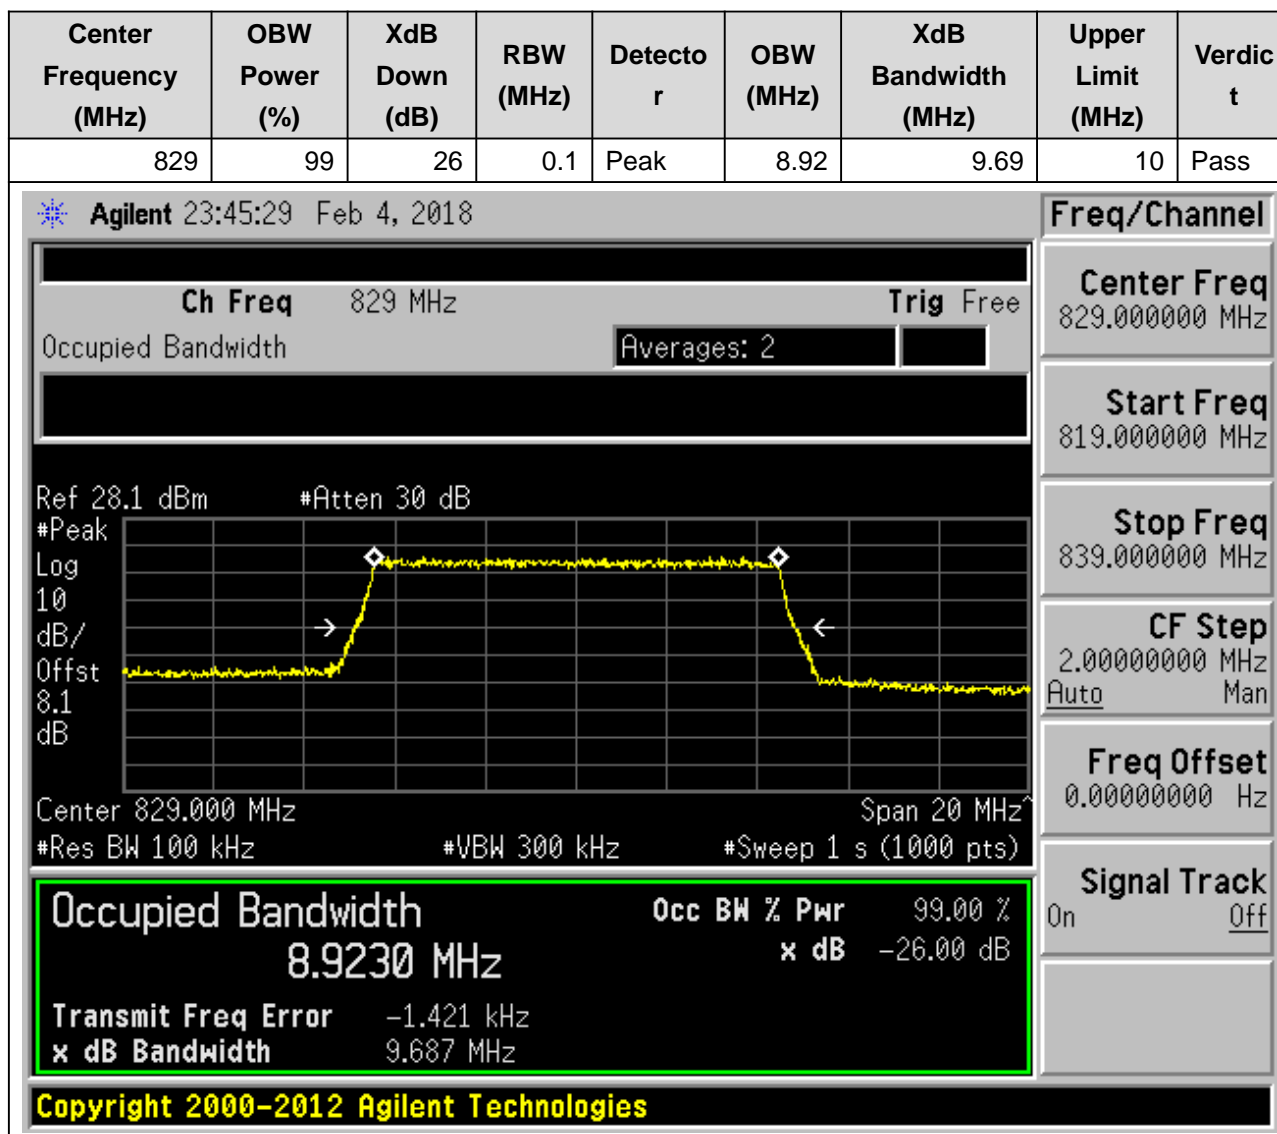 Center Frequency (MHz) OBW Power (%) XdB Down (dB) RBW (MHz) Detecto r OBW (MHz) XdB Bandwidth (MHz) Upper Limit (MHz) Verdic t
829 99 26 0.1 Peak 8.92 9.69 10 Pass
Agilent 23:45:29 Feb 4, 2018
Freq/Channel
Ch Freq 829 MHz Trig Free
Occupied Bandwidth Averages: 2
Ref 28.1 dBm #Atten 30 dB
#Peak
Log
10
dB/
Offst
8.1
dB
Center 829.000 MHz Span 20 MHz^
#Res BW 100 kHz #VBW 300 kHz #Sweep 1 s (1000 pts)
Occupied Bandwidth Occ BW % Pwr 99.00 %
8.9230 MHz x dB -26.00 dB
Transmit Freq Error -1.421 kHz
x dB Bandwidth 9.687 MHz
Center Freq
829.000000 MHz
Start Freq
819.000000 MHz
Stop Freq
839.000000 MHz
CF Step
2.00000000 MHz
Auto Man
Freq Offset
0.00000000 Hz
Signal Track
On Off
Copyright 2000-2012 Agilent Technologies